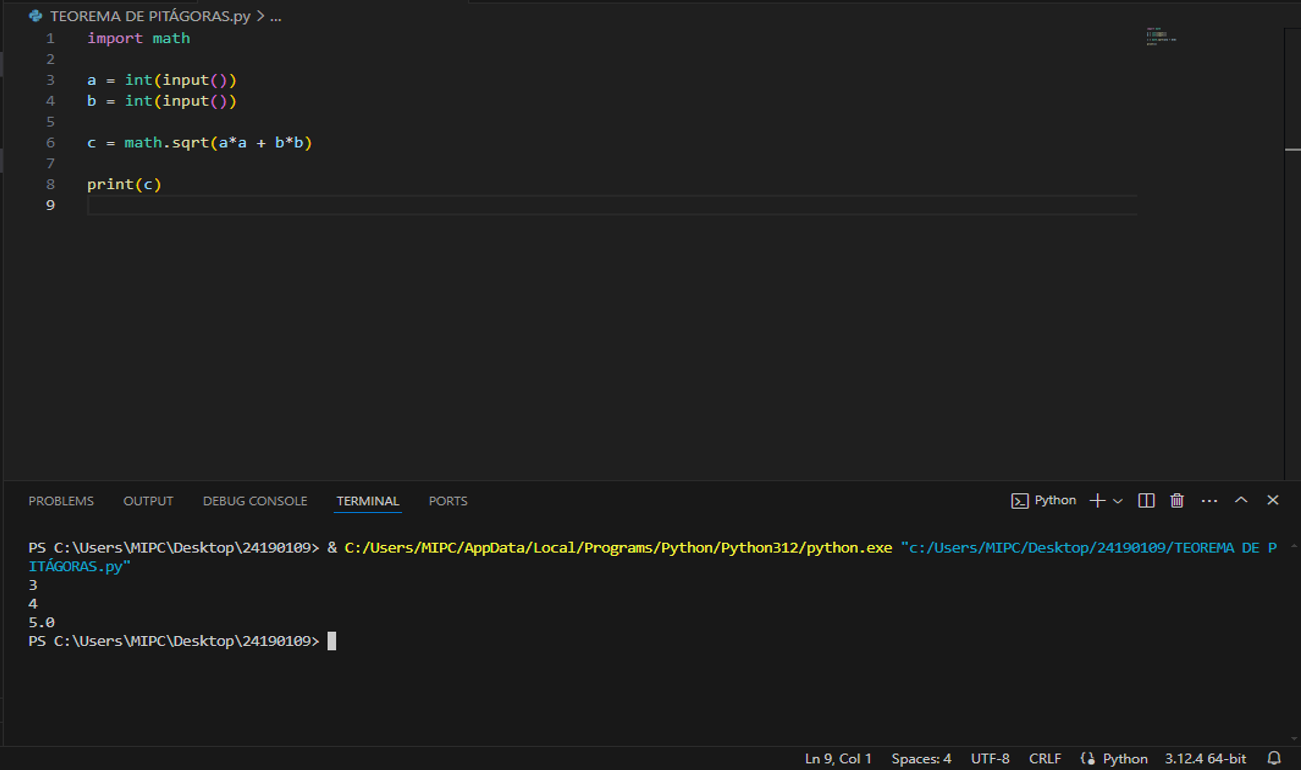 TEOREMA DE PITÁGORAS.py > ...
1 import math
2
3 a = int(input())
4 b = int(input())
5
6 c = math.sqrt(a*a + b*b)
7
8 print(c)
9
PROBLEMS OUTPUT DEBUG CONSOLE TERMINAL PORTS Python
PS C:\Users\MIPC\Desktop\24190109> & C:/Users/MIPC/AppData/Local/Programs/Python/Python312/python.exe "c:/Users/MIPC/Desktop/24190109/TEOREMA DE P
ITÁGORAS.py"
3
4
5.0
PS C:\Users\MIPC\Desktop\24190109>
Ln 9, Col 1 Spaces: 4 UTF-8 CRLF Python 3.12.4 64-bit